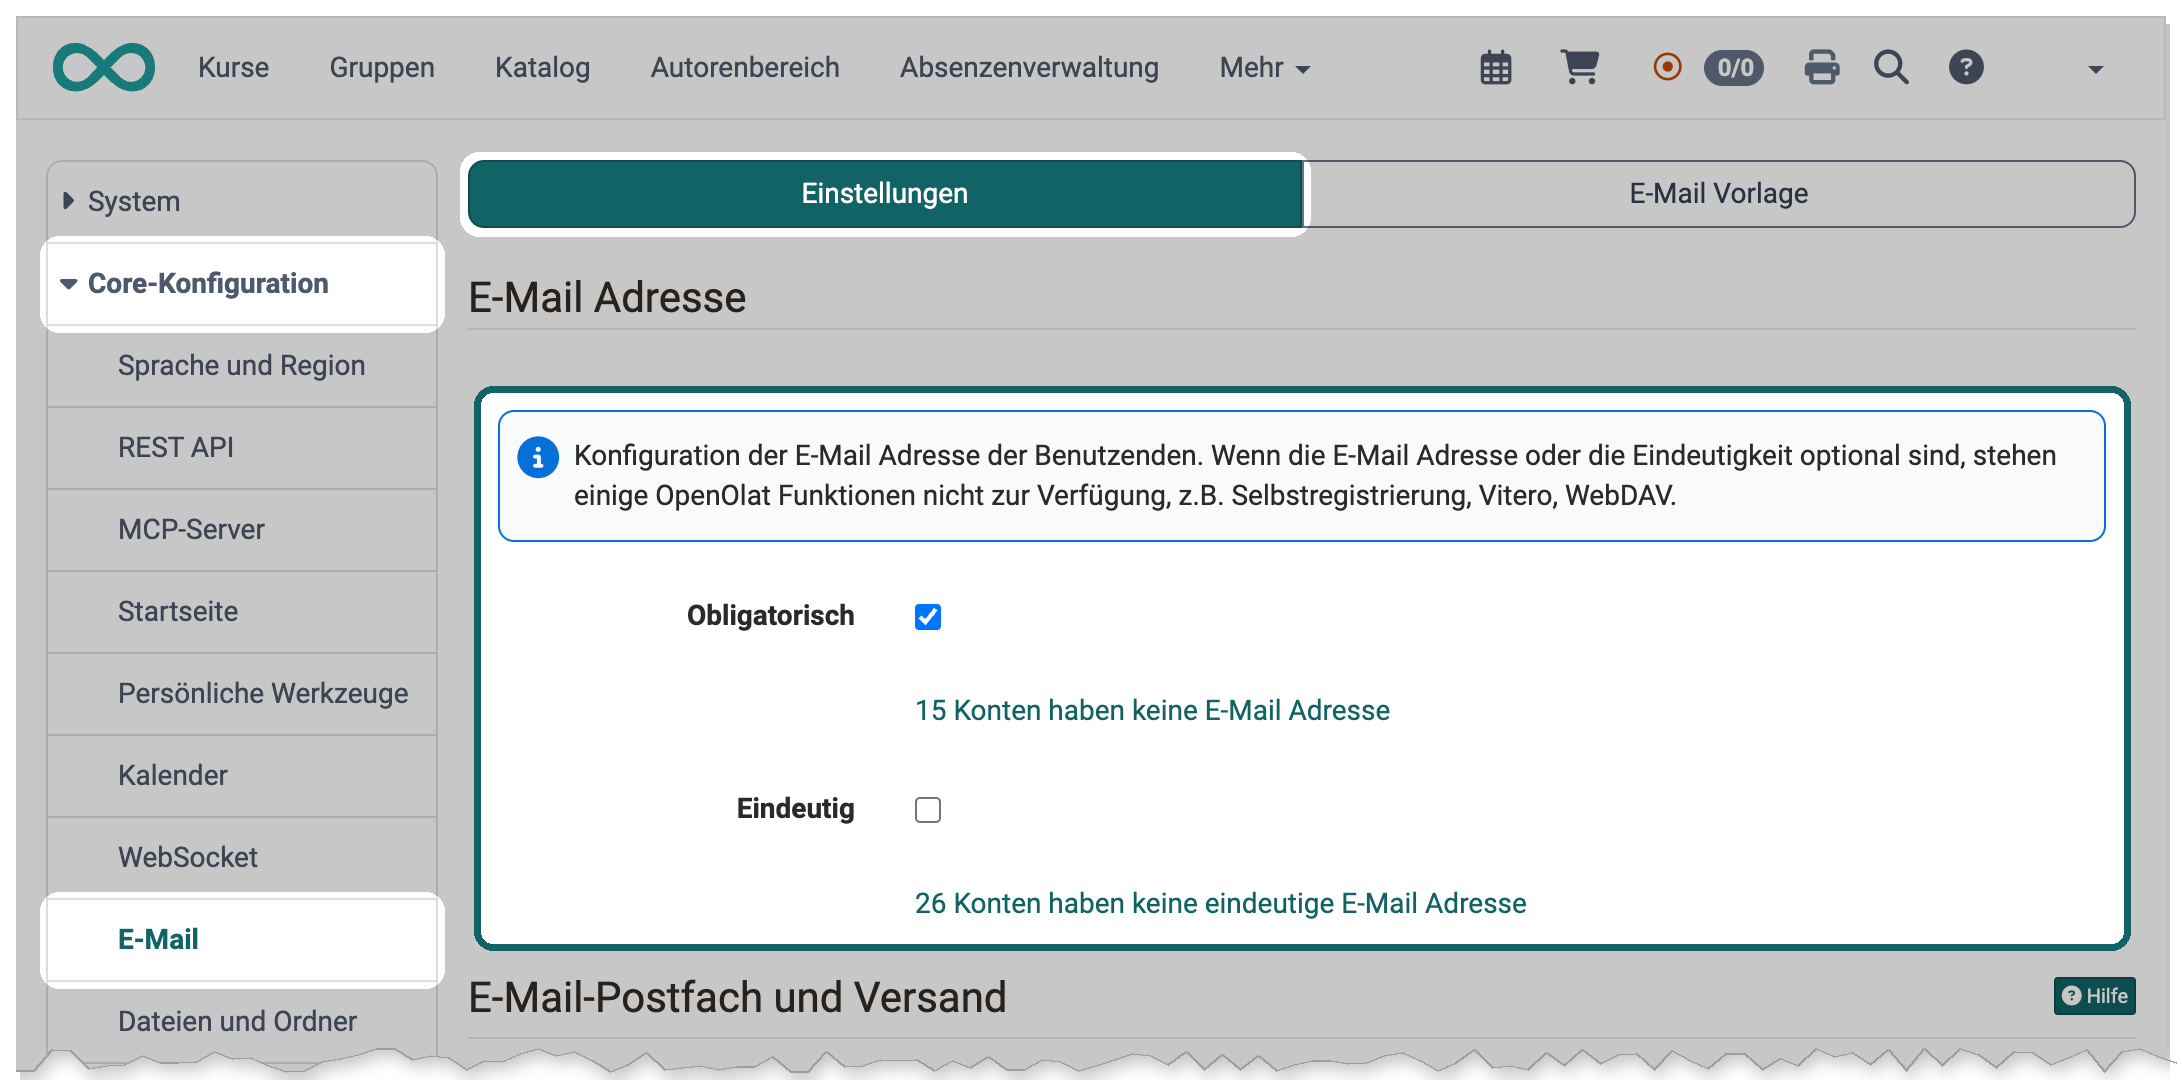 Kurse Gruppen Katalog Autorenbereich Absenzenverwaltung Mehr 0/0 ?
System
Core-Konfiguration
Sprache und Region
REST API
MCP-Server
Startseite
Persönliche Werkzeuge
Kalender
WebSocket
E-Mail
Dateien und Ordner
Einstellungen E-Mail Vorlage
E-Mail Adresse
Konfiguration der E-Mail Adresse der Benutzenden. Wenn die E-Mail Adresse oder die Eindeutigkeit optional sind, stehen
einige OpenOlat Funktionen nicht zur Verfügung, z.B. Selbstregistrierung, Vitero, WebDAV.
Obligatorisch
15 Konten haben keine E-Mail Adresse
Eindeutig
26 Konten haben keine eindeutige E-Mail Adresse
E-Mail-Postfach und Versand
? Hilfe